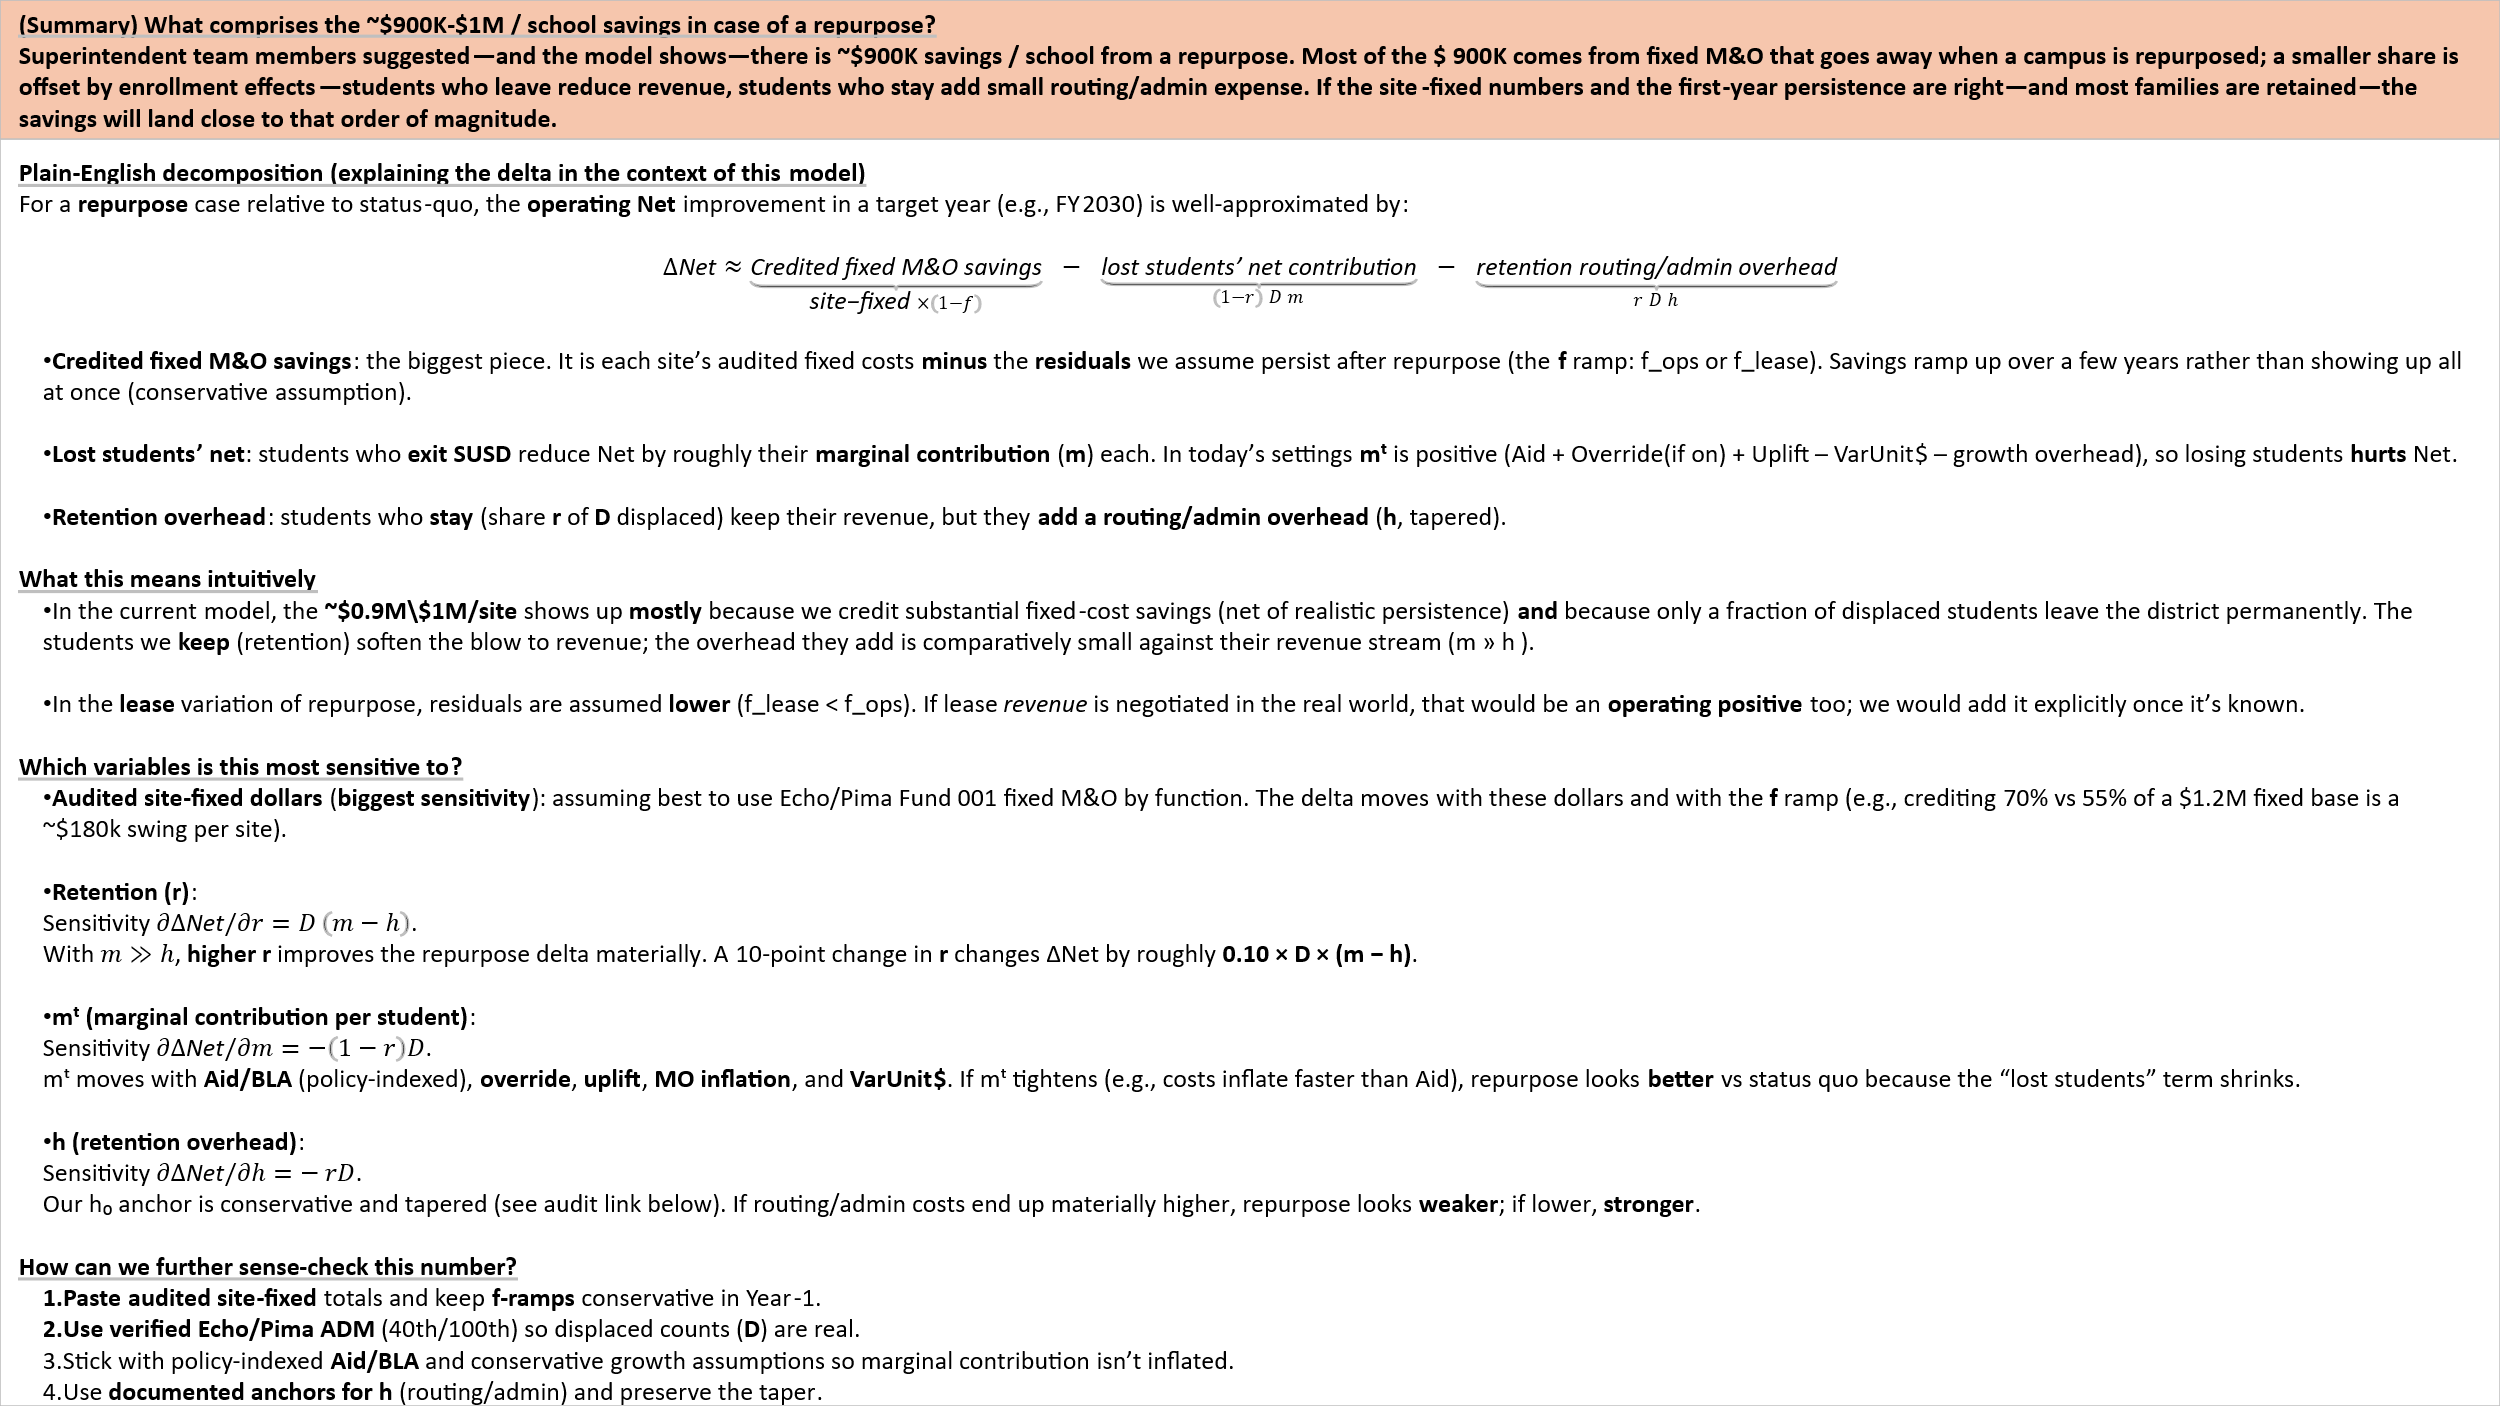 (Summary) What comprises the ~$900K-$1M / school savings in case of a repurpose?
Superintendent team members suggested—and the model shows—there is ~$900K savings / school from a repurpose. Most of the $ 900K comes from fixed M&O that goes away when a campus is repurposed; a smaller share is
offset by enrollment effects—students who leave reduce revenue, students who stay add small routing/admin expense. If the site-fixed numbers and the first-year persistence are right—and most families are retained—the
savings will land close to that order of magnitude.
Plain-English decomposition (explaining the delta in the context of this model)
For a repurpose case relative to status-quo, the operating Net improvement in a target year (e.g., FY2030) is well-approximated by:
ΔNet ≈ Credited fixed M&O savings − lost students’ net contribution − retention routing/admin overhead
site−fixed ×(1−f) (1−r) D m r D h
•Credited fixed M&O savings: the biggest piece. It is each site’s audited fixed costs minus the residuals we assume persist after repurpose (the f ramp: f_ops or f_lease). Savings ramp up over a few years rather than showing up all
at once (conservative assumption).
•Lost students’ net: students who exit SUSD reduce Net by roughly their marginal contribution (m) each. In today’s settings mᵗ is positive (Aid + Override(if on) + Uplift – VarUnit$ – growth overhead), so losing students hurts Net.
•Retention overhead: students who stay (share r of D displaced) keep their revenue, but they add a routing/admin overhead (h, tapered).
What this means intuitively
•In the current model, the ~$0.9M\$1M/site shows up mostly because we credit substantial fixed-cost savings (net of realistic persistence) and because only a fraction of displaced students leave the district permanently. The
students we keep (retention) soften the blow to revenue; the overhead they add is comparatively small against their revenue stream (m » h ).
•In the lease variation of repurpose, residuals are assumed lower (f_lease < f_ops). If lease revenue is negotiated in the real world, that would be an operating positive too; we would add it explicitly once it’s known.
Which variables is this most sensitive to?
•Audited site-fixed dollars (biggest sensitivity): assuming best to use Echo/Pima Fund 001 fixed M&O by function. The delta moves with these dollars and with the f ramp (e.g., crediting 70% vs 55% of a $1.2M fixed base is a
~$180k swing per site).
•Retention (r):
Sensitivity ∂ΔNet/∂r = D (m − h).
With m ≫ h, higher r improves the repurpose delta materially. A 10-point change in r changes ΔNet by roughly 0.10 × D × (m − h).
•mᵗ (marginal contribution per student):
Sensitivity ∂ΔNet/∂m = −(1 − r)D.
mᵗ moves with Aid/BLA (policy-indexed), override, uplift, MO inflation, and VarUnit$. If mᵗ tightens (e.g., costs inflate faster than Aid), repurpose looks better vs status quo because the “lost students” term shrinks.
•h (retention overhead):
Sensitivity ∂ΔNet/∂h = − rD.
Our h₀ anchor is conservative and tapered (see audit link below). If routing/admin costs end up materially higher, repurpose looks weaker; if lower, stronger.
How can we further sense-check this number?
1.Paste audited site-fixed totals and keep f-ramps conservative in Year-1.
2.Use verified Echo/Pima ADM (40th/100th) so displaced counts (D) are real.
3.Stick with policy-indexed Aid/BLA and conservative growth assumptions so marginal contribution isn’t inflated.
4.Use documented anchors for h (routing/admin) and preserve the taper.